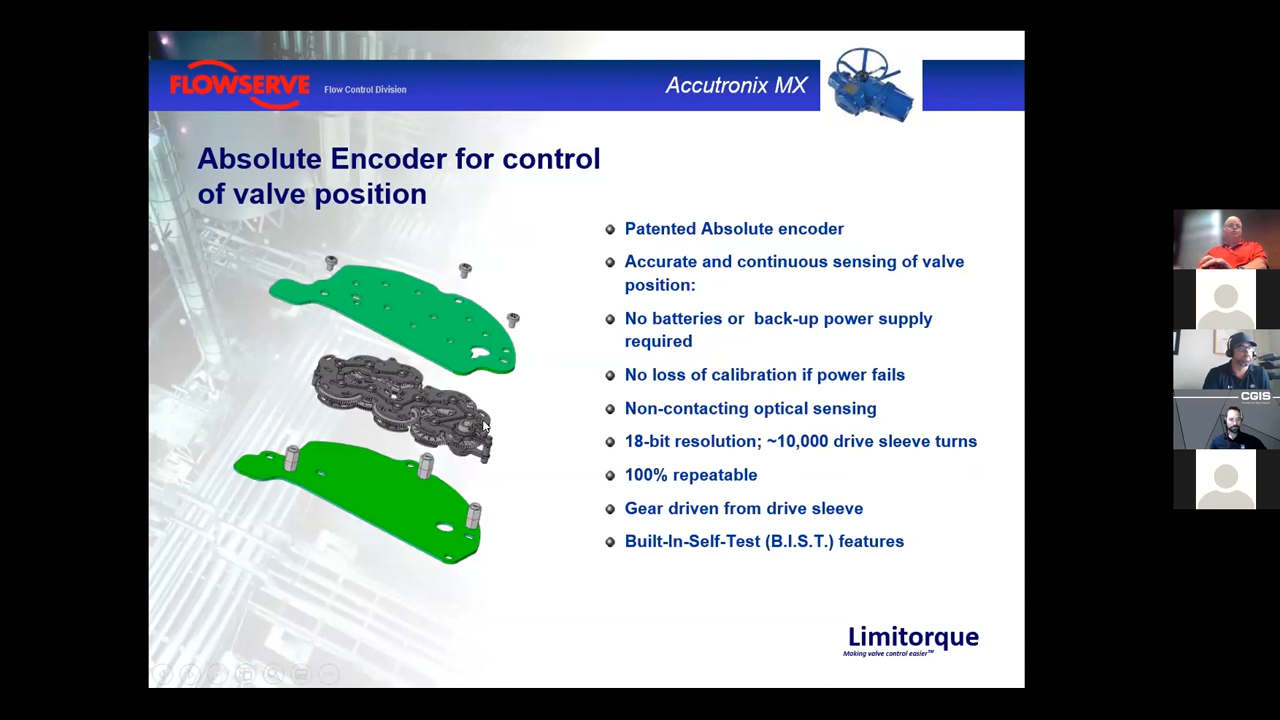 FLOWSERVE
Flow Control Division
Accutronix MX
Absolute Encoder for control
of valve position
Patented Absolute encoder
Accurate and continuous sensing of valve
position:
No batteries or back-up power supply
required
No loss of calibration if power fails
Non-contacting optical sensing
18-bit resolution; ~10,000 drive sleeve turns
100% repeatable
Gear driven from drive sleeve
Built-In-Self-Test (B.I.S.T.) features
Limitorque
Making valve control easier™
CGIS